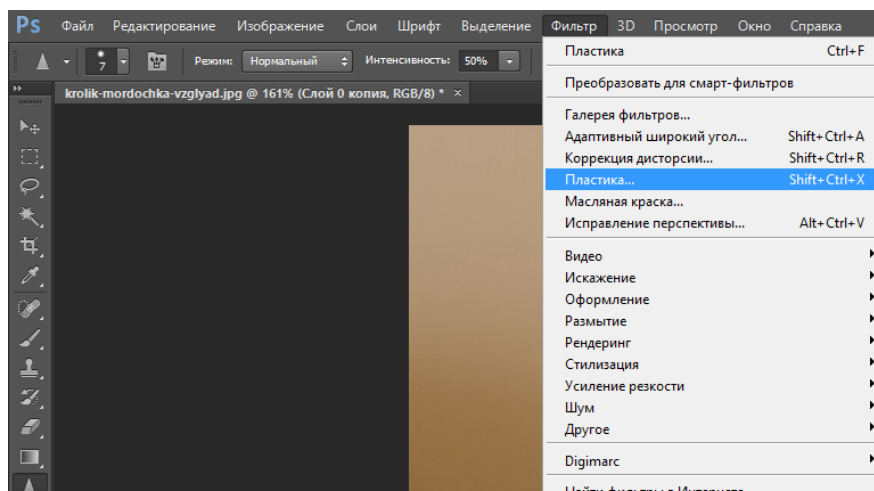 Ps Файл Редактирование Изображение Слои Шрифт Выделение Фильтр 3D Просмотр Окно Справка
7 Режим: Нормальный Интенсивность: 50%
krolik-mordochka-vzglyad.jpg @ 161% (Слой 0 копия, RGB/8) * ×
Пластика Ctrl+F
Преобразовать для смарт-фильтров
Галерея фильтров...
Адаптивный широкий угол... Shift+Ctrl+A
Коррекция дисторсии... Shift+Ctrl+R
Пластика... Shift+Ctrl+X
Масляная краска...
Исправление перспективы... Alt+Ctrl+V
Видео
Искажение
Оформление
Размытие
Рендеринг
Стилизация
Усиление резкости
Шум
Другое
Digimarc